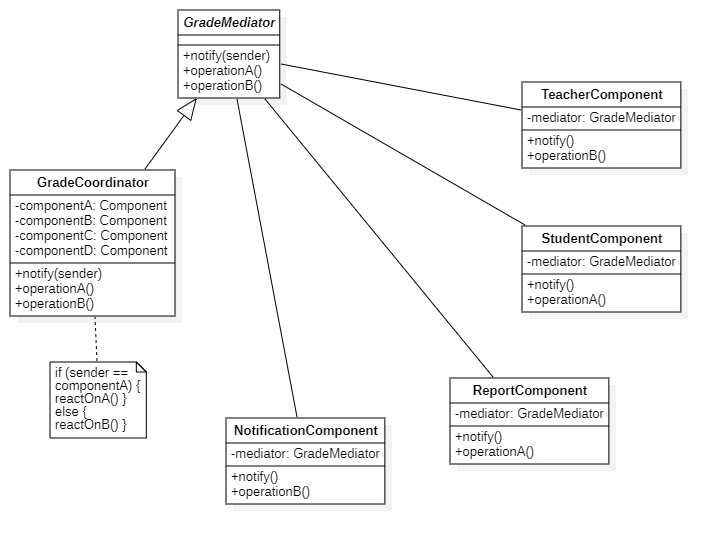 GradeMediator
+notify(sender)
+operationA()
+operationB()
TeacherComponent
-mediator: GradeMediator
+notify()
+operationB()
GradeCoordinator
-componentA: Component
-componentB: Component
-componentC: Component
-componentD: Component
+notify(sender)
+operationA()
+operationB()
StudentComponent
-mediator: GradeMediator
+notify()
+operationA()
if (sender ==
componentA) {
reactOnA() }
else {
reactOnB() }
ReportComponent
-mediator: GradeMediator
+notify()
+operationA()
NotificationComponent
-mediator: GradeMediator
+notify()
+operationB()